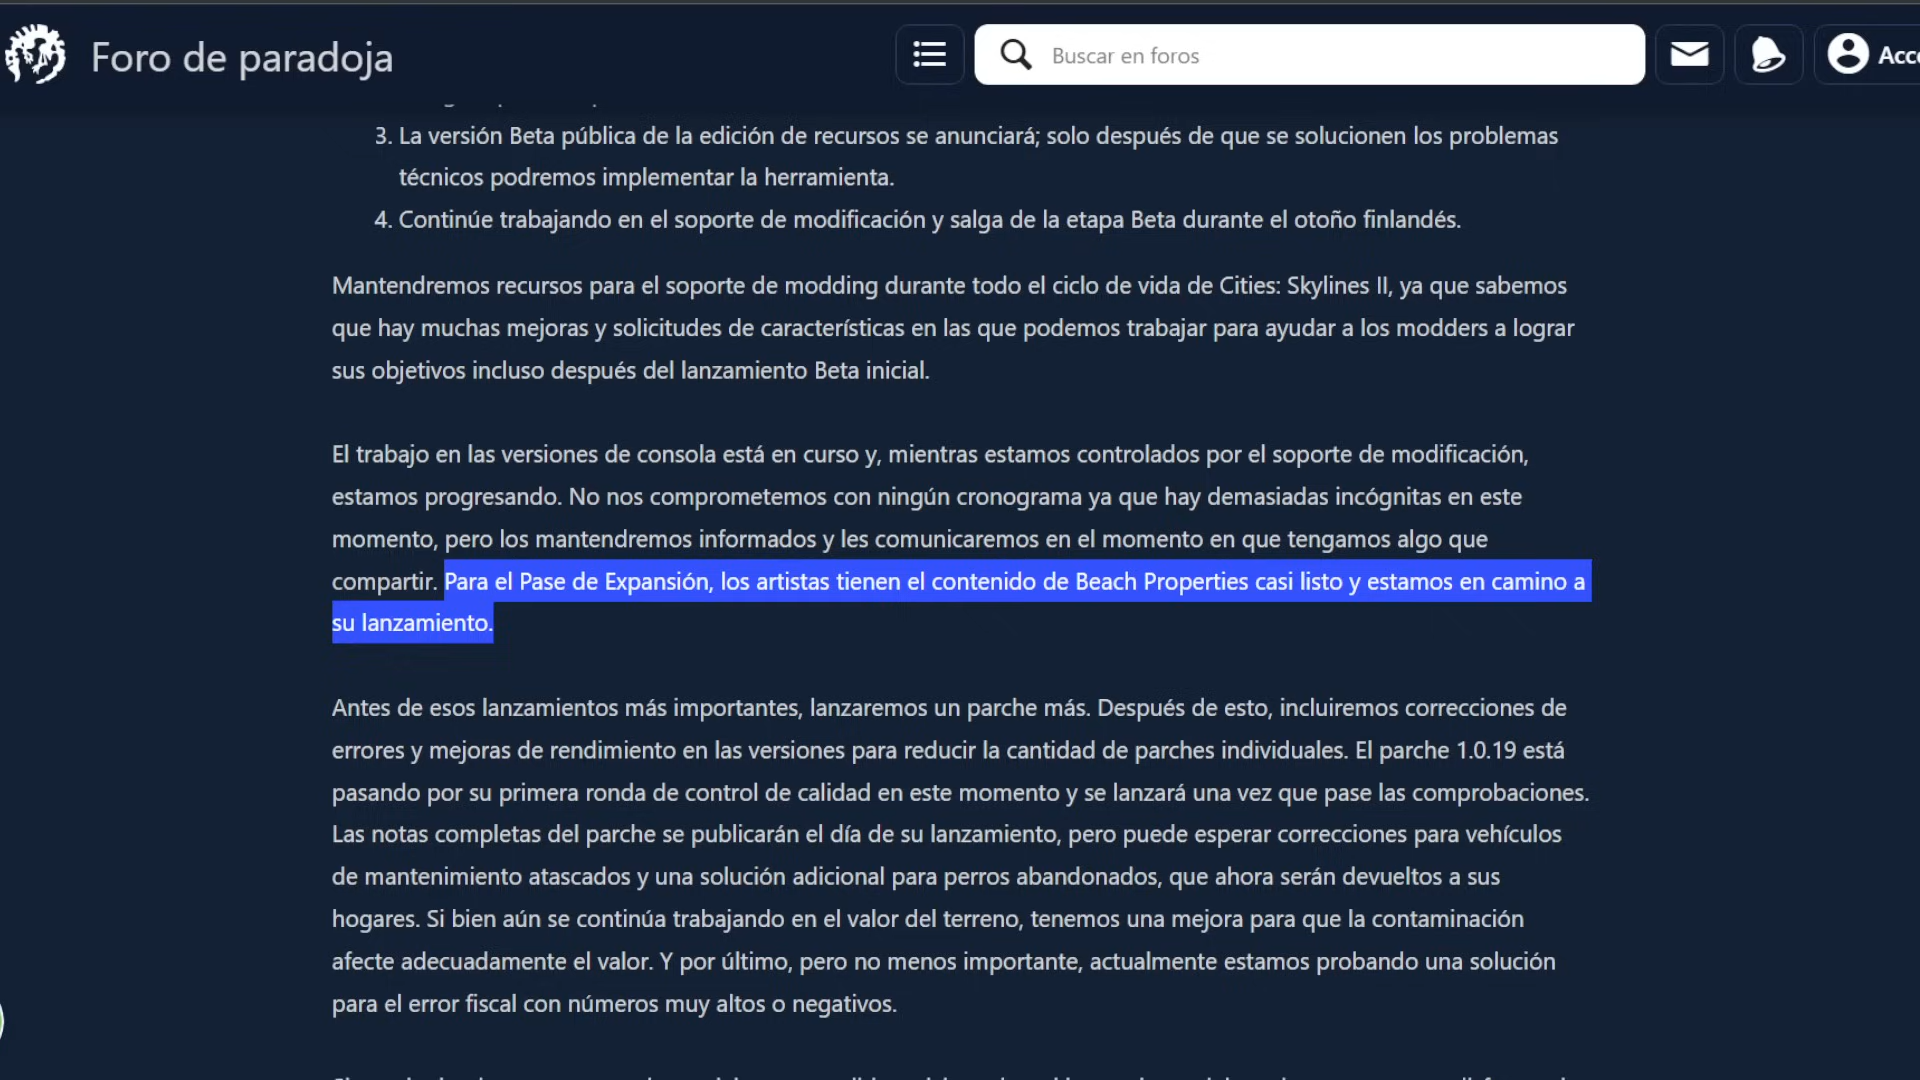 Foro de paradoja
Buscar en foros
Acc
3. La versión Beta pública de la edición de recursos se anunciará; solo después de que se solucionen los problemas
técnicos podremos implementar la herramienta.
4. Continúe trabajando en el soporte de modificación y salga de la etapa Beta durante el otoño finlandés.
Mantendremos recursos para el soporte de modding durante todo el ciclo de vida de Cities: Skylines II, ya que sabemos
que hay muchas mejoras y solicitudes de características en las que podemos trabajar para ayudar a los modders a lograr
sus objetivos incluso después del lanzamiento Beta inicial.
El trabajo en las versiones de consola está en curso y, mientras estamos controlados por el soporte de modificación,
estamos progresando. No nos comprometemos con ningún cronograma ya que hay demasiadas incógnitas en este
momento, pero los mantendremos informados y les comunicaremos en el momento en que tengamos algo que
compartir. Para el Pase de Expansión, los artistas tienen el contenido de Beach Properties casi listo y estamos en camino a
su lanzamiento.
Antes de esos lanzamientos más importantes, lanzaremos un parche más. Después de esto, incluiremos correcciones de
errores y mejoras de rendimiento en las versiones para reducir la cantidad de parches individuales. El parche 1.0.19 está
pasando por su primera ronda de control de calidad en este momento y se lanzará una vez que pase las comprobaciones.
Las notas completas del parche se publicarán el día de su lanzamiento, pero puede esperar correcciones para vehículos
de mantenimiento atascados y una solución adicional para perros abandonados, que ahora serán devueltos a sus
hogares. Si bien aún se continúa trabajando en el valor del terreno, tenemos una mejora para que la contaminación
afecte adecuadamente el valor. Y por último, pero no menos importante, actualmente estamos probando una solución
para el error fiscal con números muy altos o negativos.